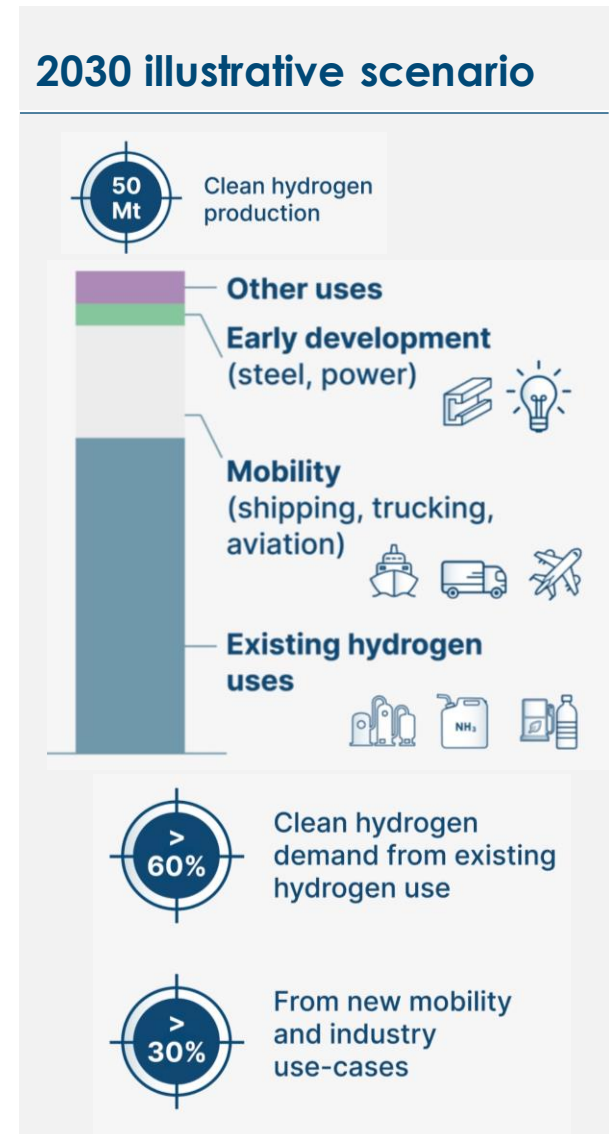 2030 illustrative scenario
50
Mt
Clean hydrogen
production
Other uses
Early development
(steel, power)
Mobility
(shipping, trucking,
aviation)
Existing hydrogen
uses
NH₃
>
60%
Clean hydrogen
demand from existing
hydrogen use
>
30%
From new mobility
and industry
use-cases